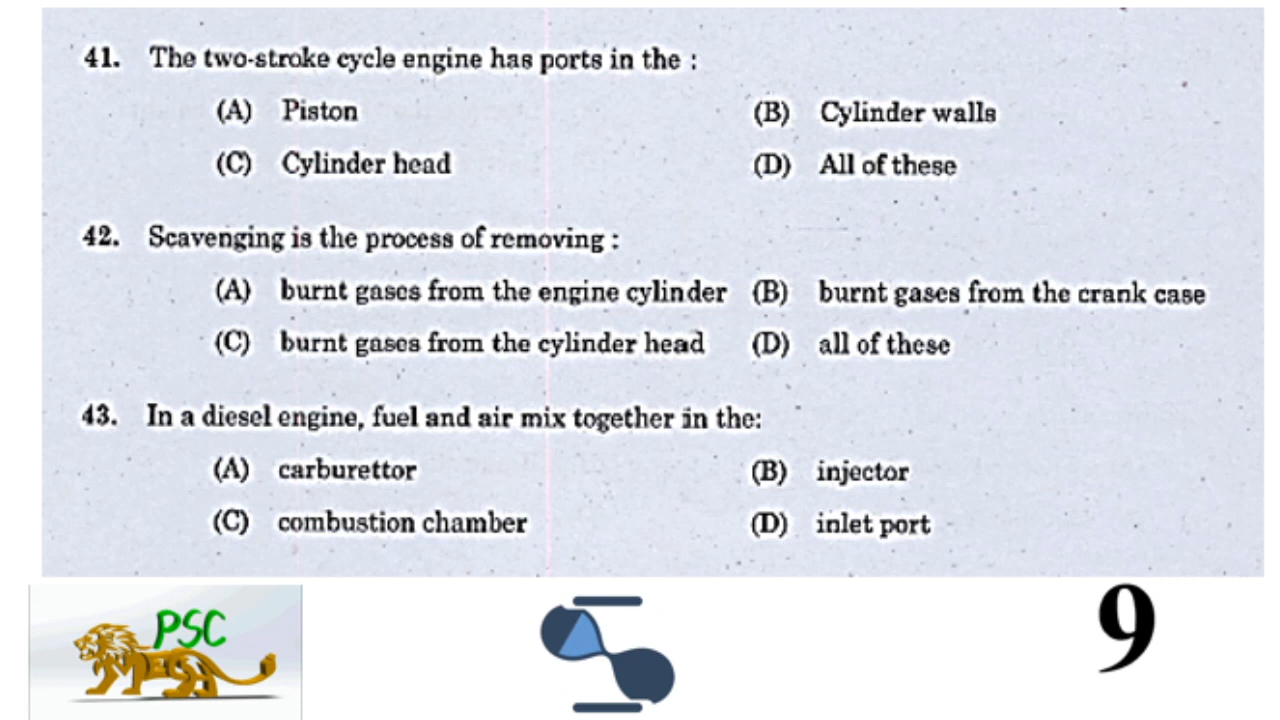 41. The two-stroke cycle engine has ports in the :
(A) Piston (B) Cylinder walls
(C) Cylinder head (D) All of these
42. Scavenging is the process of removing :
(A) burnt gases from the engine cylinder (B) burnt gases from the crank case
(C) burnt gases from the cylinder head (D) all of these
43. In a diesel engine, fuel and air mix together in the:
(A) carburettor (B) injector
(C) combustion chamber (D) inlet port
PSC
9